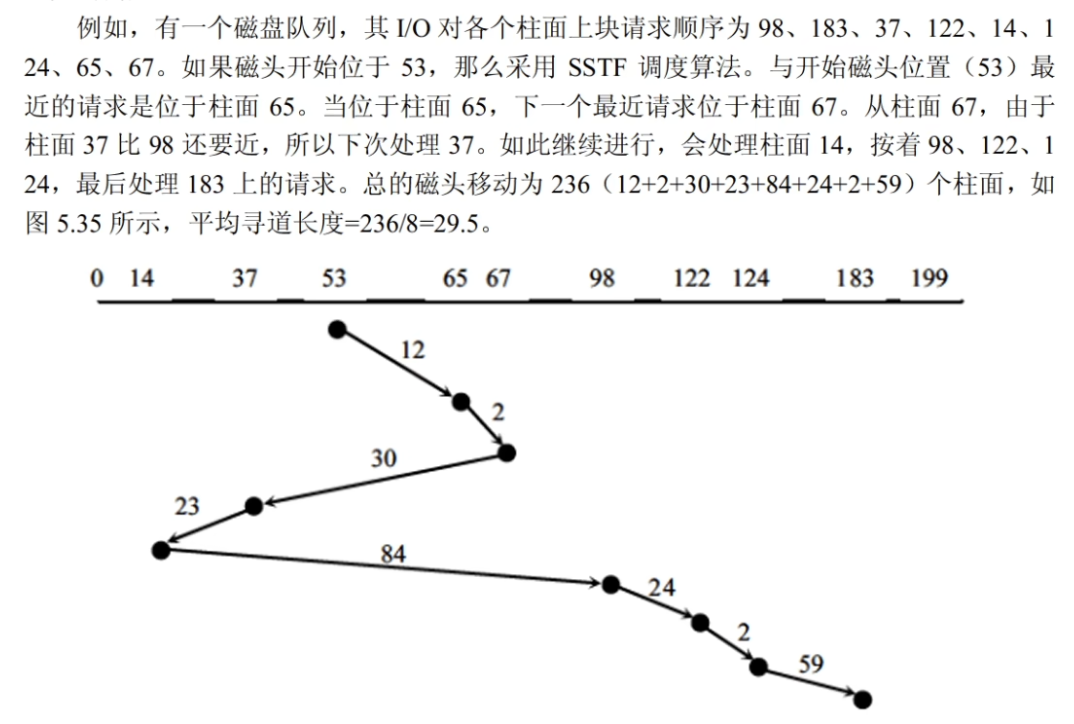 例如，有一个磁盘队列，其 I/O 对各个柱面上块请求顺序为 98、183、37、122、14、1
24、65、67。如果磁头开始位于 53，那么采用 SSTF 调度算法。与开始磁头位置（53）最
近的请求是位于柱面 65。当位于柱面 65，下一个最近请求位于柱面 67。从柱面 67，由于
柱面 37 比 98 还要近，所以下次处理 37。如此继续进行，会处理柱面 14，按着 98、122、1
24，最后处理 183 上的请求。总的磁头移动为 236（12+2+30+23+84+24+2+59）个柱面，如
图 5.35 所示，平均寻道长度=236/8=29.5。
0 14 37 53 65 67 98 122 124 183 199
12
2
30
23
84
24
2
59